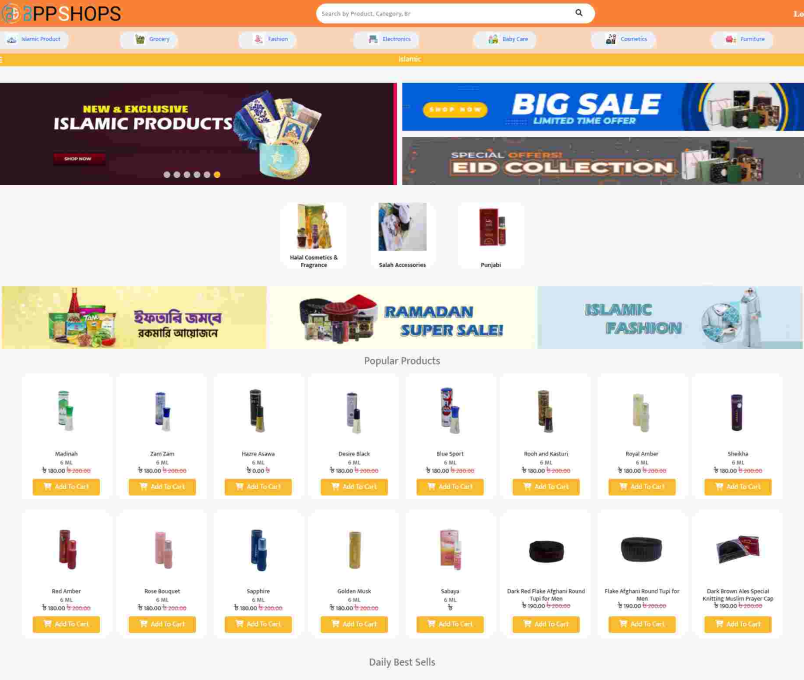 appSHOPS
Search by Product, Category, Br
Islamic Product
Grocery
Fashion
Electronics
Baby Care
Cosmetics
Furniture
Islamic
NEW & EXCLUSIVE
ISLAMIC PRODUCTS
SHOP NOW
SHOP NOW
BIG SALE
LIMITED TIME OFFER
SPECIAL OFFERS!
EID COLLECTION
Halal Cosmetics &
Fragrance
Salah Accessories
Punjabi
ইফতারি জমবে
রকমারি আয়োজনে
RAMADAN
SUPER SALE!
ISLAMIC
FASHION
Popular Products
Madinah
6 ML
৳ 180.00 ৳ 200.00
Add To Cart
Zam Zam
6 ML
৳ 180.00 ৳ 200.00
Add To Cart
Hazre Asawa
6 ML
৳ 0.00 ৳
Add To Cart
Desire Black
6 ML
৳ 180.00 ৳ 200.00
Add To Cart
Blue Sport
6 ML
৳ 180.00 ৳ 200.00
Add To Cart
Rooh and Kasturi
6 ML
৳ 180.00 ৳ 200.00
Add To Cart
Royal Amber
6 ML
৳ 180.00 ৳ 200.00
Add To Cart
Sheikha
৳ 180.00 ৳ 200.00
Add To Cart
Red Amber
6 ML
৳ 180.00 ৳ 200.00
Add To Cart
Rose Bouquet
6 ML
৳ 180.00 ৳ 200.00
Add To Cart
Sapphire
6 ML
৳ 180.00 ৳ 200.00
Add To Cart
Golden Musk
6 ML
৳ 180.00 ৳ 200.00
Add To Cart
Sabaya
6 ML
৳
Add To Cart
Dark Red Flake Afghani Round
Tupi for Men
৳ 190.00 ৳ 200.00
Add To Cart
Flake Afghani Round Tupi for
Men
৳ 190.00 ৳ 200.00
Add To Cart
Dark Brown Ales Special
Knitting Muslim Prayer Cap
৳ 190.00 ৳ 200.00
Add To Cart
Daily Best Sells